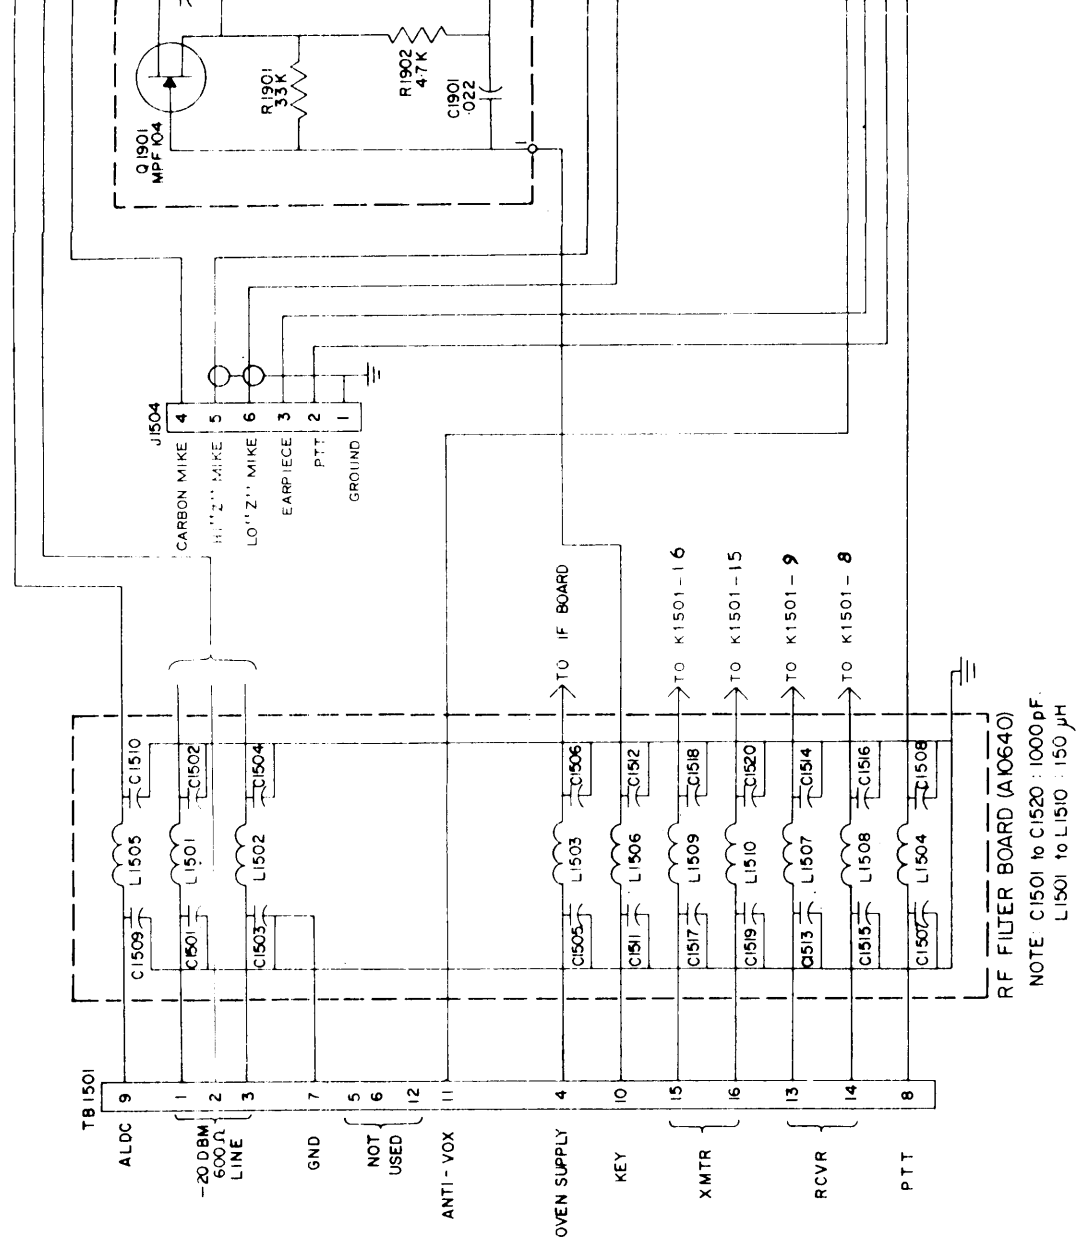 Q1901
MPF104
R1901
33K
R1902
4.7K
C1901
.022
1
J1504
4
5
6
3
2
1
CARBON MIKE
"Z" MIKE
LO "Z" MIKE
EARPIECE
PTT
GROUND
TO IF BOARD
TO K1501-16
TO K1501-15
TO K1501-9
TO K1501-8
C1510
L1505
C1509
C1502
L1501
C1501
C1504
L1502
C1503
C1506
L1503
C1505
C1512
L1506
C1511
C1518
L1509
C1517
C1520
L1510
C1519
C1514
L1507
C1513
C1516
L1508
C1515
C1508
L1504
C1507
RF FILTER BOARD (A10640)
NOTE: C1501 to C1520 : 1000pF.
L1501 to L1510 : 150 μH
TB1501
9
1
2
3
7
5
6
12
11
4
10
15
16
13
14
8
ALDC
-20DBM
600Ω
LINE
GND
NOT
USED
ANTI-VOX
OVEN SUPPLY
KEY
XMTR
RCVR
PTT